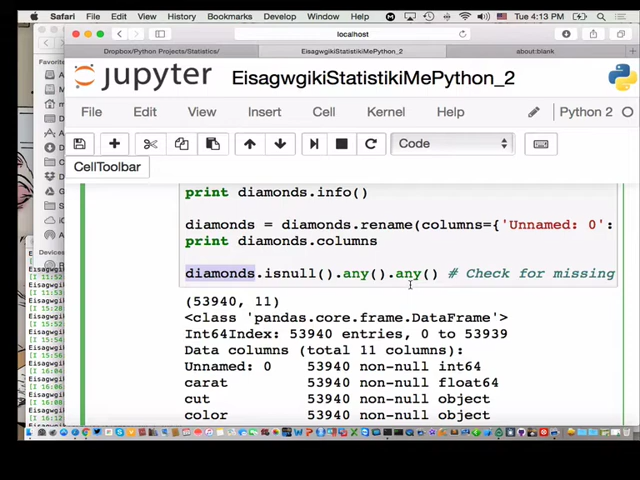 Safari File Edit View History Bookmarks Develop Window Help Tue 4:13 PM
localhost
Dropbox/Python Projects/Statistics/ EisagwgikiStatistikiMePython_2 about:blank
Favorites
jupyter EisagwgikiStatistikiMePython_2
File Edit View Insert Cell Kernel Help Python 2
Code
CellToolbar
print diamonds.info()
diamonds = diamonds.rename(columns={'Unnamed: 0':
print diamonds.columns
diamonds.isnull().any().any() # Check for missing
(53940, 11)
<class 'pandas.core.frame.DataFrame'>
Int64Index: 53940 entries, 0 to 53939
Data columns (total 11 columns):
Unnamed: 0 53940 non-null int64
carat 53940 non-null float64
cut 53940 non-null object
color 53940 non-null object